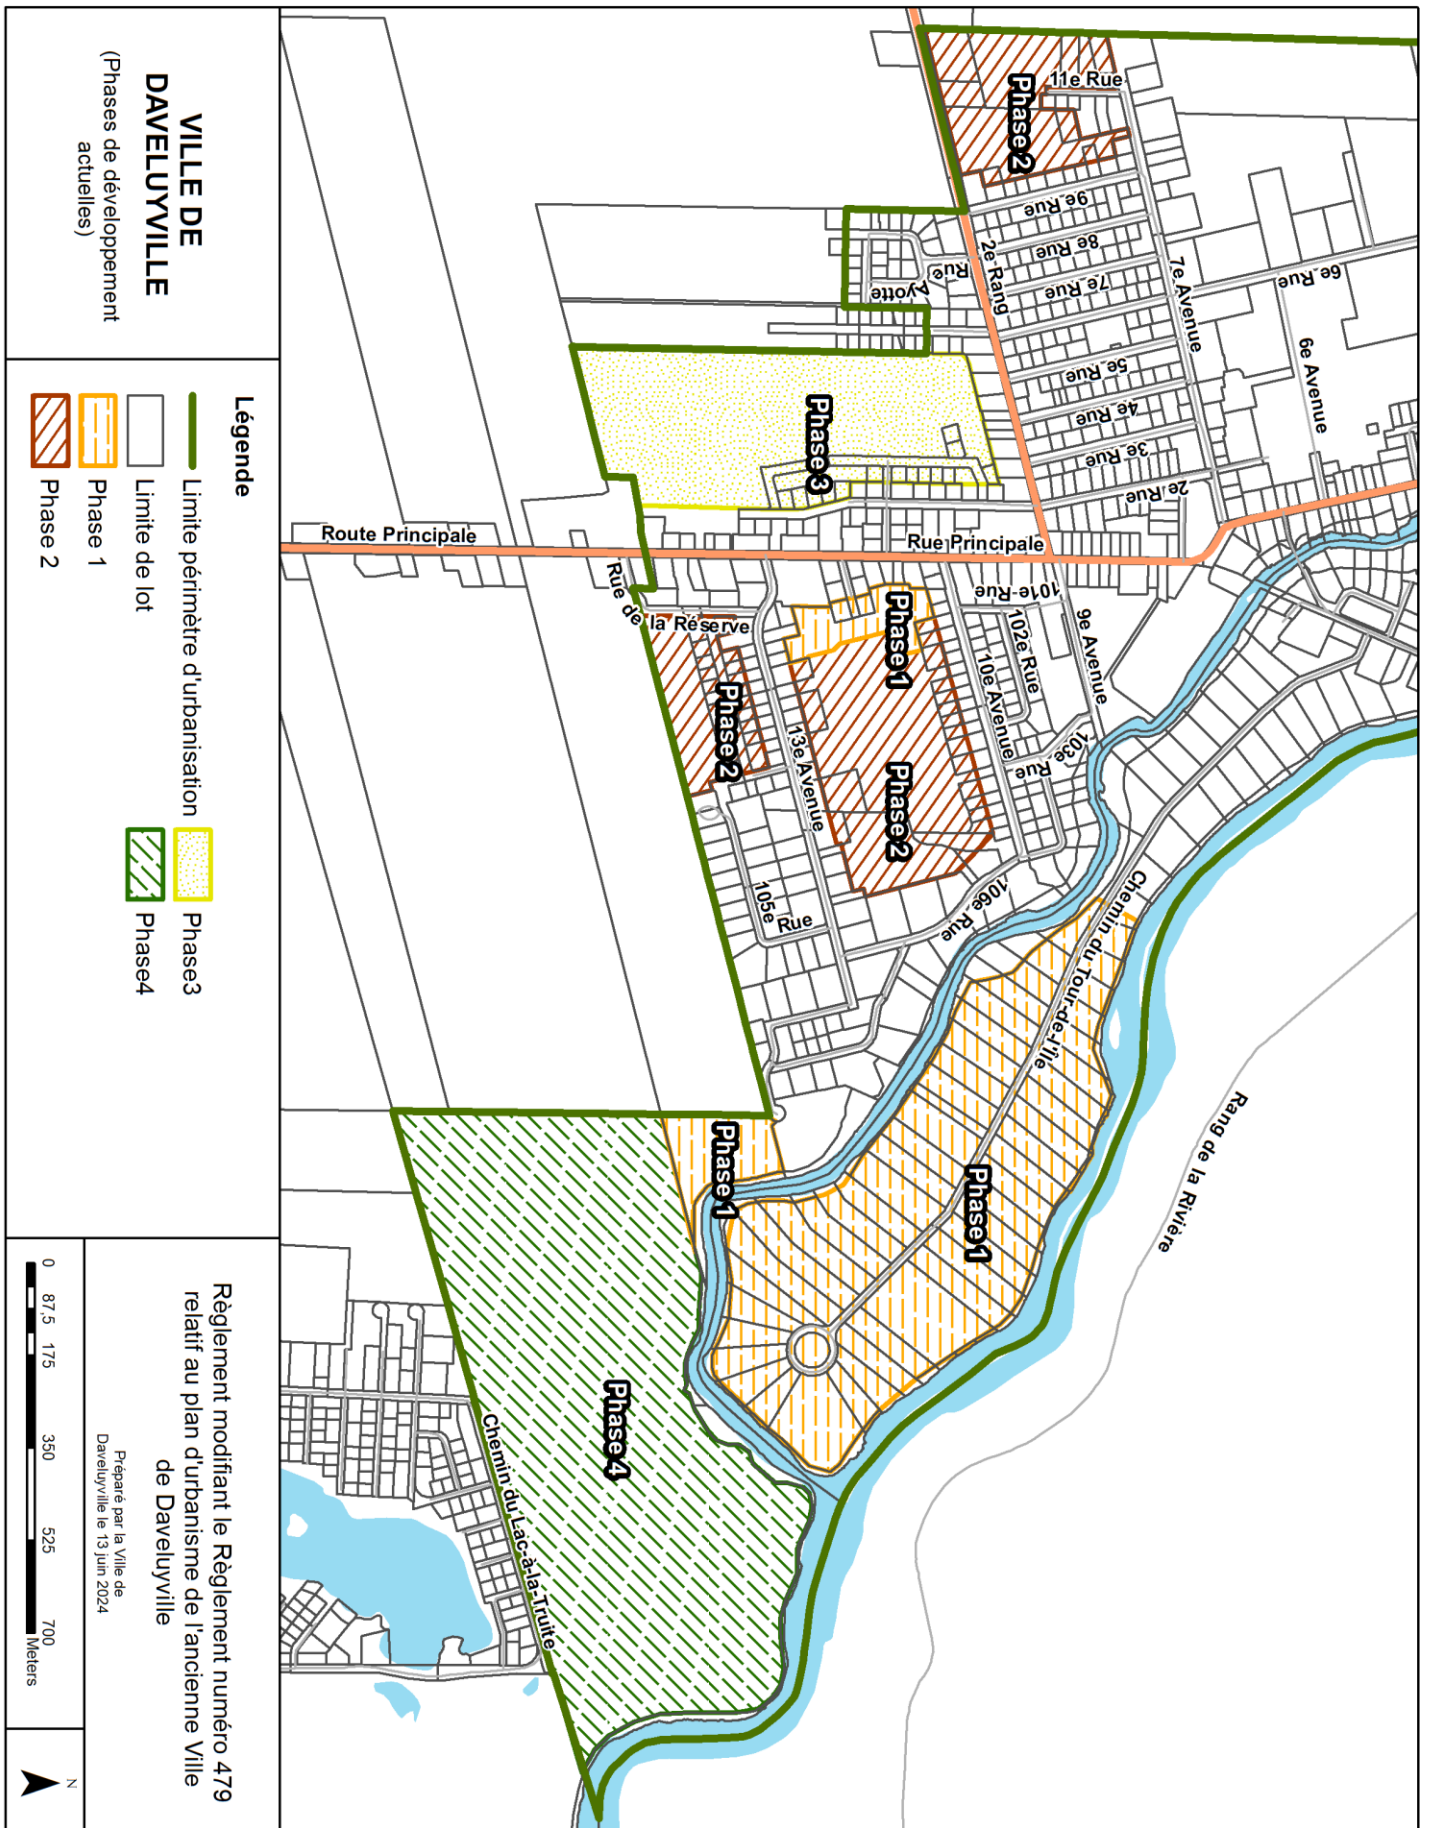 VILLE DE
DAVELUYVILLE
(Phases de développement
actuelles)
Légende
Limite périmètre d'urbanisation
Limite de lot
Phase 1
Phase 2
Phase3
Phase4
Règlement modifiant le Règlement numéro 479
relatif au plan d'urbanisme de l'ancienne Ville
de Daveluyville
Préparé par la Ville de
Daveluyville le 13 juin 2024
0 87,5 175 350 525 700
Meters
N
11e Rue
Phase 2
9e Rue
8e Rue
7e Rue
2e Rang
Rue Ayotte
7e Avenue
6e Rue
6e Avenue
5e Rue
4e Rue
3e Rue
2e Rue
Phase 3
Route Principale
Rue Principale
Rue de la Réserve
101e Rue
102e Rue
9e Avenue
10e Avenue
103e Rue
Phase 1
Phase 2
Phase 2
13e Avenue
105e Rue
106e Rue
Chemin du Tour-de-l'Île
Rang de la Rivière
Phase 1
Phase 1
Phase 4
Chemin du Lac-à-la-Truite